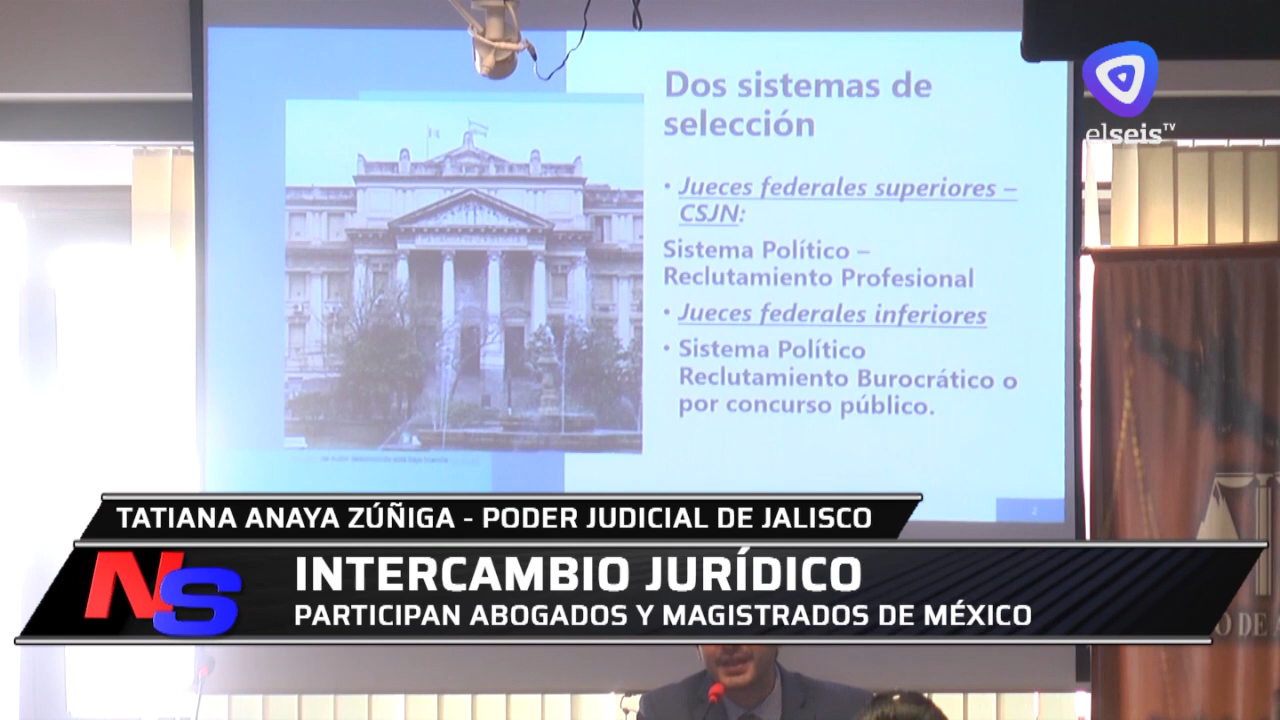 Dos sistemas de
selección
• Jueces federales superiores –
CSJN:
Sistema Político –
Reclutamiento Profesional
• Jueces federales inferiores
• Sistema Político
Reclutamiento Burocrático o
por concurso público.
2
elseis TV
TATIANA ANAYA ZÚÑIGA - PODER JUDICIAL DE JALISCO
NS
INTERCAMBIO JURÍDICO
PARTICIPAN ABOGADOS Y MAGISTRADOS DE MÉXICO